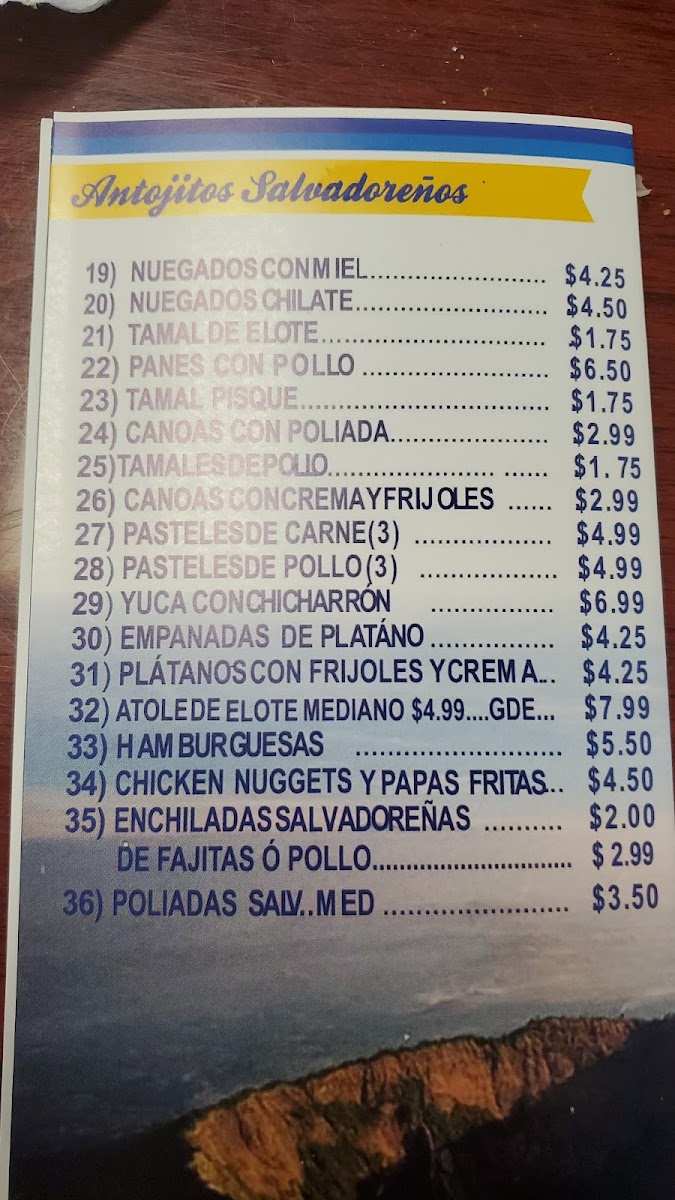 Antojitos Salvadoreños
19) NUEGADOS CON MIEL........................ $4.25
20) NUEGADOS CHILATE.......................... $4.50
21) TAMAL DE ELOTE.............................. $1.75
22) PANES CON POLLO ......................... $6.50
23) TAMAL PISQUE................................. $1.75
24) CANOAS CON POLIADA..................... $2.99
25) TAMALES DE POLLO...................... ...... $1.75
26) CANOAS CON CREMA Y FRIJOLES ...... $2.99
27) PASTELES DE CARNE (3) .................. $4.99
28) PASTELES DE POLLO (3) .................. $4.99
29) YUCA CON CHICHARRÓN ................ $6.99
30) EMPANADAS DE PLATÁNO ................ $4.25
31) PLÁTANOS CON FRIJOLES Y CREMA... $4.25
32) ATOLE DE ELOTE MEDIANO $4.99....GDE... $7.99
33) HAMBURGUESAS ......................... $5.50
34) CHICKEN NUGGETS Y PAPAS FRITAS... $4.50
35) ENCHILADAS SALVADOREÑAS .......... $2.00
DE FAJITAS Ó POLLO.............................. $2.99
36) POLIADAS SALV..MED ...................... $3.50